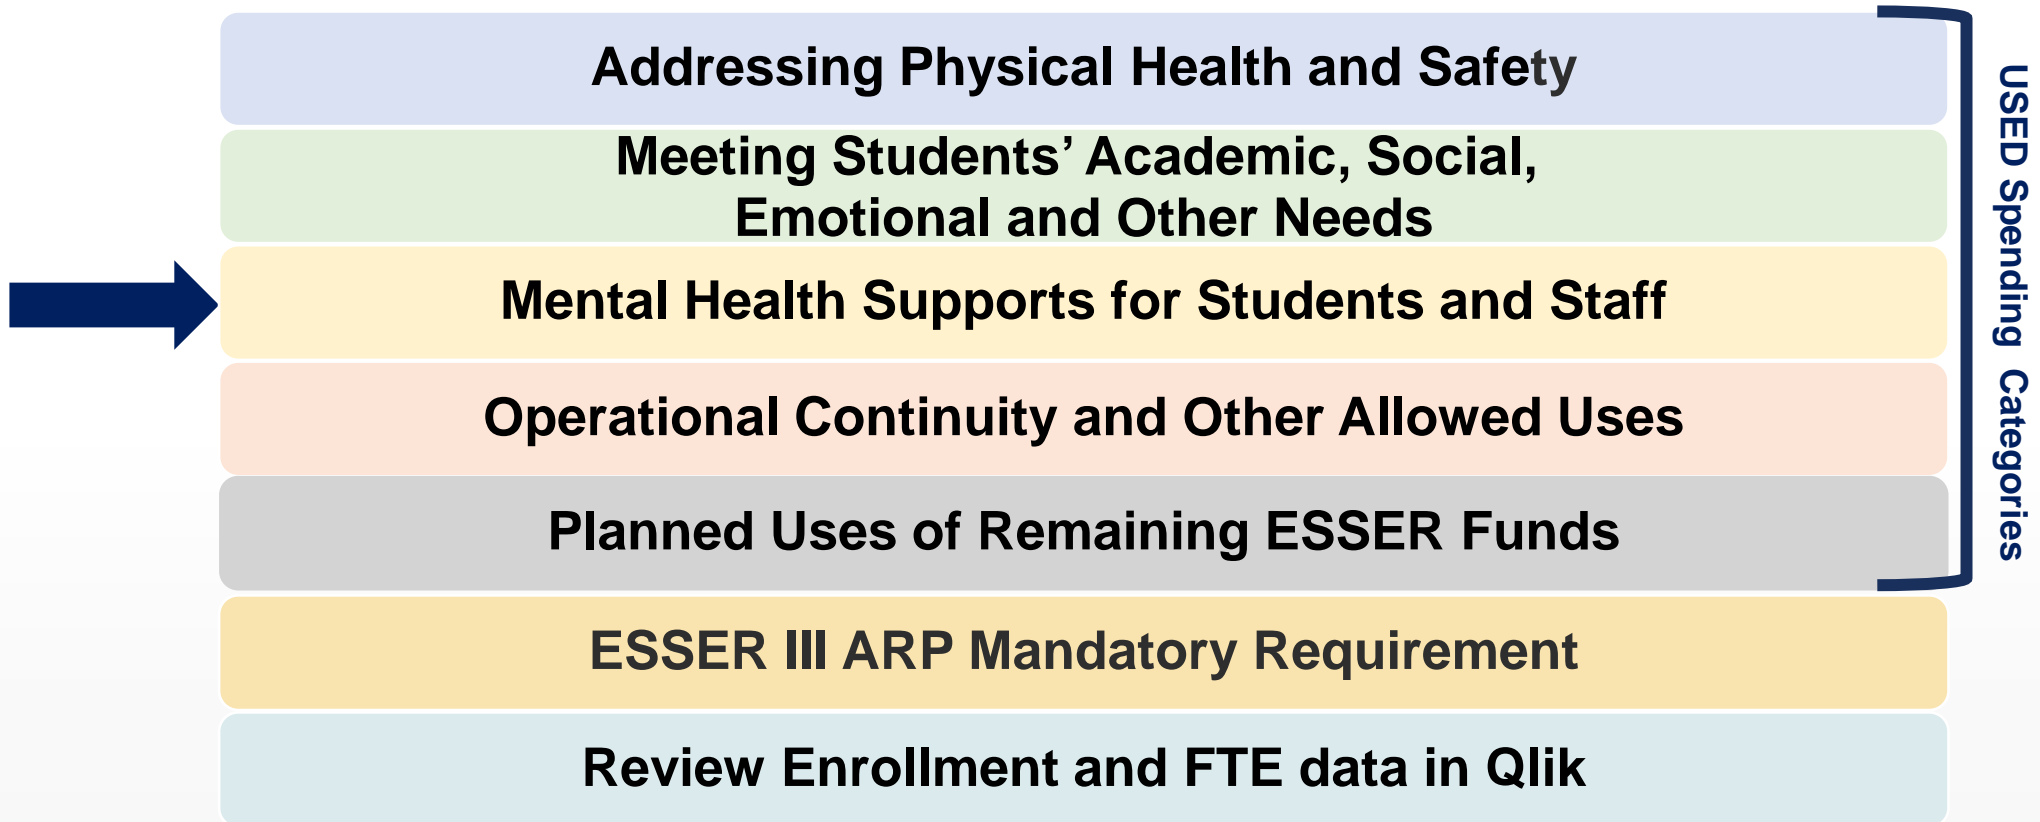 Addressing Physical Health and Safety
Meeting Students’ Academic, Social,
Emotional and Other Needs
Mental Health Supports for Students and Staff
Operational Continuity and Other Allowed Uses
Planned Uses of Remaining ESSER Funds
ESSER III ARP Mandatory Requirement
Review Enrollment and FTE data in Qlik
USED Spending Categories